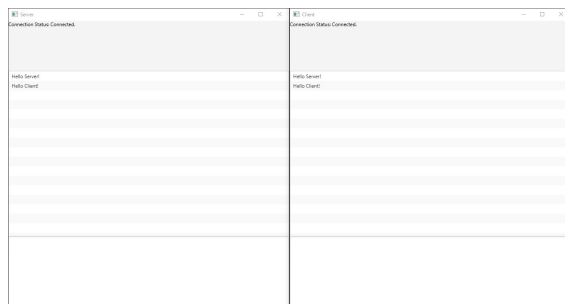 Server
Connection Status: Connected.
Hello Server!
Hello Client!
Client
Connection Status: Connected.
Hello Server!
Hello Client!